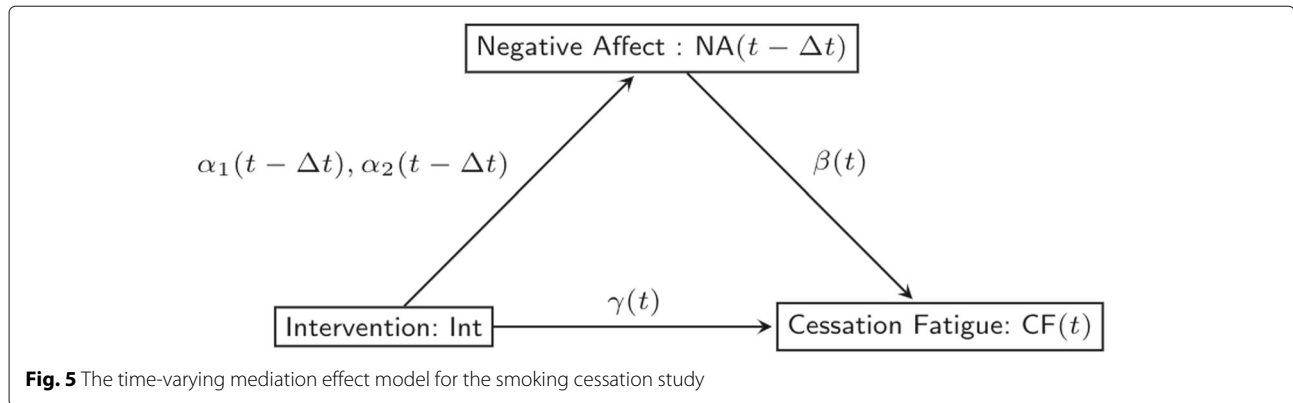 Negative Affect : NA(t − Δt)
α₁(t − Δt), α₂(t − Δt)
β(t)
γ(t)
Intervention: Int
Cessation Fatigue: CF(t)
Fig. 5 The time-varying mediation effect model for the smoking cessation study